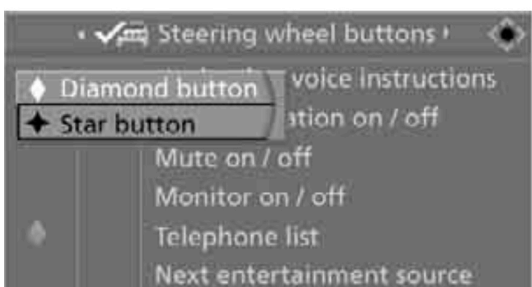 Steering wheel buttons
Diamond button
voice instructions
Star button
ation on / off
Mute on / off
Monitor on / off
Telephone list
Next entertainment source